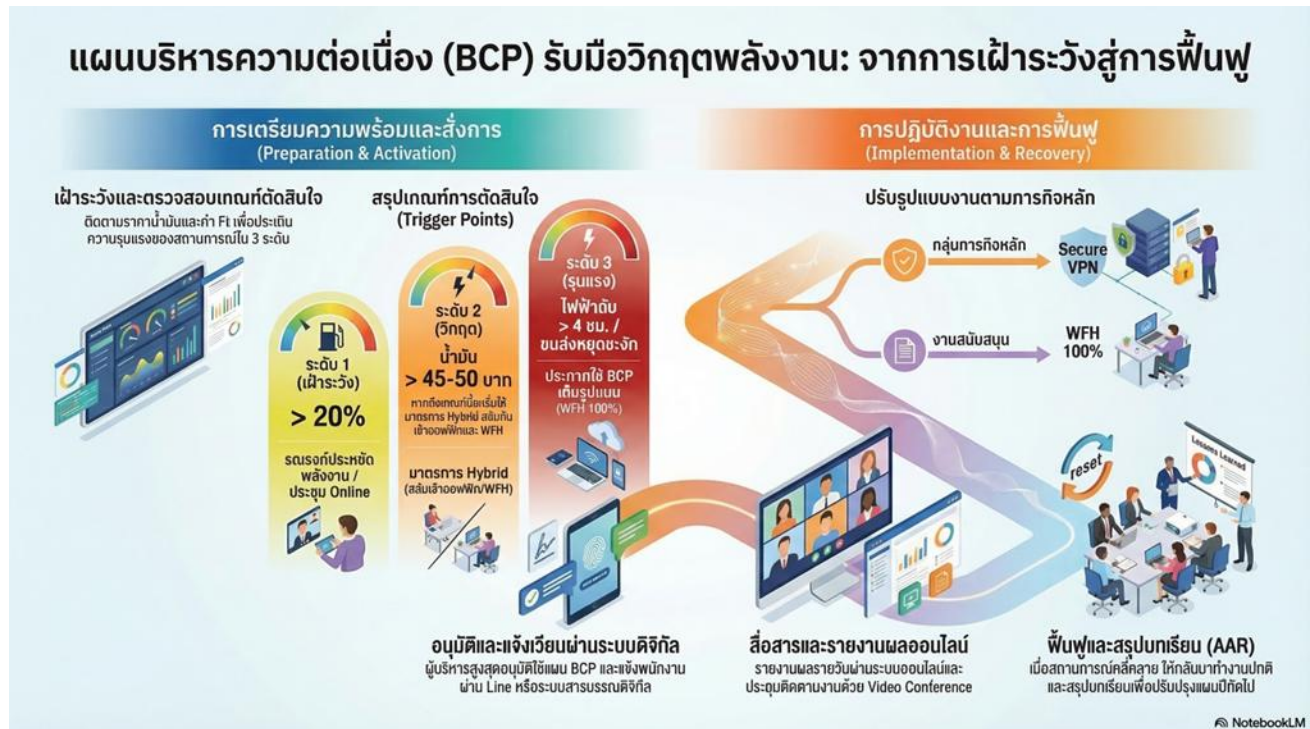 แผนบริหารความต่อเนื่อง (BCP) รับมือวิกฤตพลังงาน: จากการเฝ้าระวังสู่การฟื้นฟู
การเตรียมความพร้อมและสั่งการ
(Preparation & Activation)
เฝ้าระวังและตรวจสอบเกณฑ์ตัดสินใจ
ติดตามราคาน้ำมันและค่า Ft เพื่อประเมิน
ความรุนแรงของสถานการณ์ใน 3 ระดับ
สรุปเกณฑ์การตัดสินใจ
(Trigger Points)
ระดับ 1
(เฝ้าระวัง)
> 20%
รณรงค์ประหยัด
พลังงาน /
ประชุม Online
ระดับ 2
(วิกฤต)
น้ำมัน
> 45-50 บาท
มาตรการ Hybrid
เข้าออฟฟิศและ WFH
มาตรการ Hybrid
(สลับเข้าออฟฟิศ/WFH)
ระดับ 3
(รุนแรง)
ไฟฟ้าดับ
> 4 ชม. /
ขนส่งหยุดชะงัก
ประกาศใช้ BCP
เต็มรูปแบบ
(WFH 100%)
อนุมัติและแจ้งเวียนผ่านระบบดิจิทัล
ผู้บริหารสูงสุดอนุมัติใช้แผน BCP และแจ้งพนักงาน
ผ่าน Line หรือระบบสารบรรณดิจิทัล
การปฏิบัติงานและการฟื้นฟู
(Implementation & Recovery)
ปรับรูปแบบงานตามภารกิจหลัก
กลุ่มภารกิจหลัก
Secure
VPN
งานสนับสนุน
WFH
100%
สื่อสารและรายงานผลออนไลน์
รายงานผลรายวันผ่านระบบออนไลน์และ
ประชุมติดตามงานด้วย Video Conference
reset
Lessons Learned
ฟื้นฟูและสรุปบทเรียน (AAR)
เมื่อสถานการณ์คลี่คลาย ให้กลับมาทำงานปกติ
และสรุปบทเรียนเพื่อปรับปรุงแผนปีถัดไป
NotebookLM